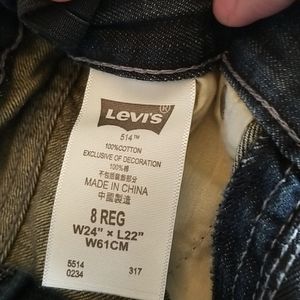 LEVI'S®
514™
100%COTTON
EXCLUSIVE OF DECORATION
100% 棉
不包括裝飾部分
MADE IN CHINA
中國製造
8 REG
W24" × L22"
W61CM
5514
0234 317